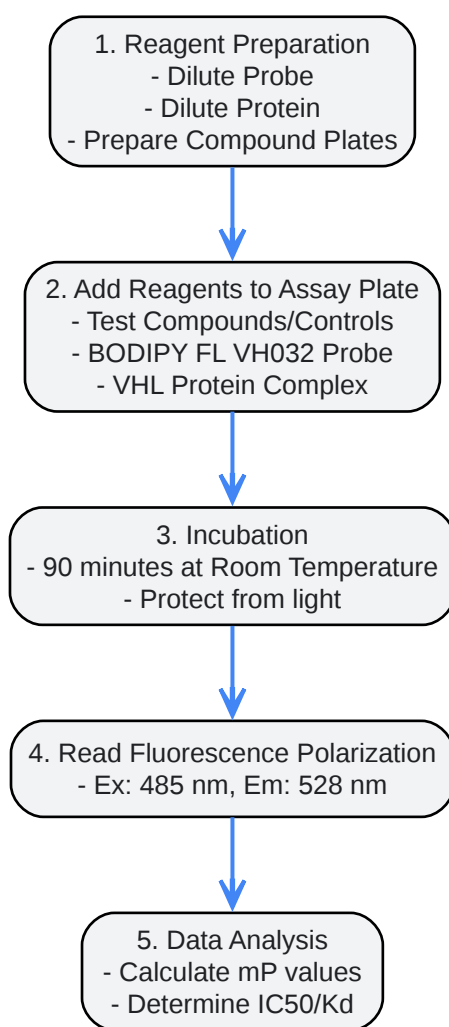 1. Reagent Preparation
- Dilute Probe
- Dilute Protein
- Prepare Compound Plates
2. Add Reagents to Assay Plate
- Test Compounds/Controls
- BODIPY FL VH032 Probe
- VHL Protein Complex
3. Incubation
- 90 minutes at Room Temperature
- Protect from light
4. Read Fluorescence Polarization
- Ex: 485 nm, Em: 528 nm
5. Data Analysis
- Calculate mP values
- Determine IC50/Kd